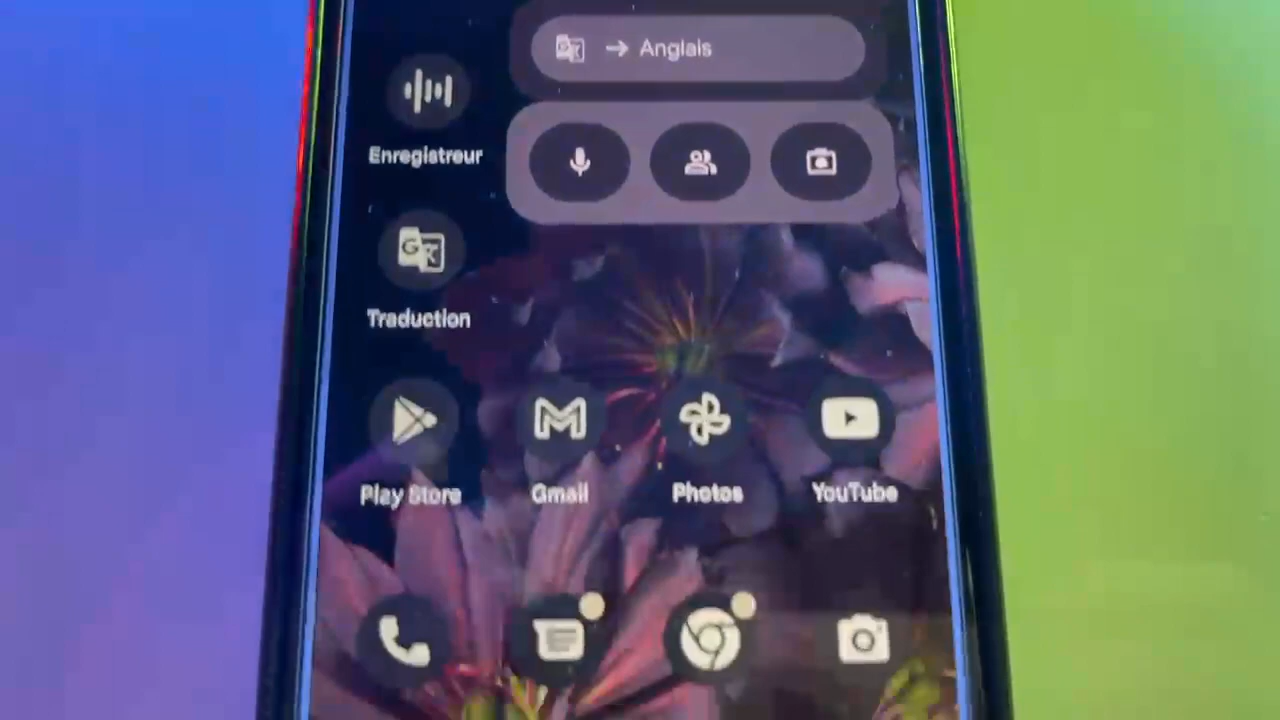 Anglais
Enregistreur
Traduction
Play Store
Gmail
Photos
YouTube